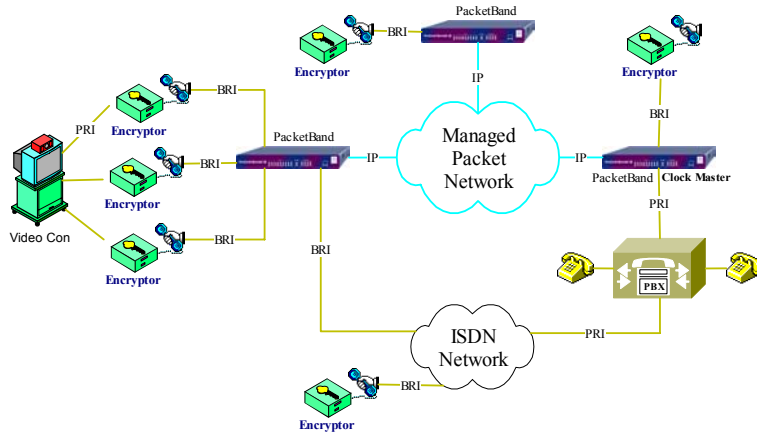 PacketBand
BRI
Encryptor
IP
Encryptor
BRI
PRI
BRI
Encryptor
PacketBand
IP
Managed
Packet
Network
IP
PacketBand
Clock Master
BRI
Encryptor
Video Con
BRI
Encryptor
BRI
PRI
PBX
ISDN
Network
PRI
BRI
Encryptor